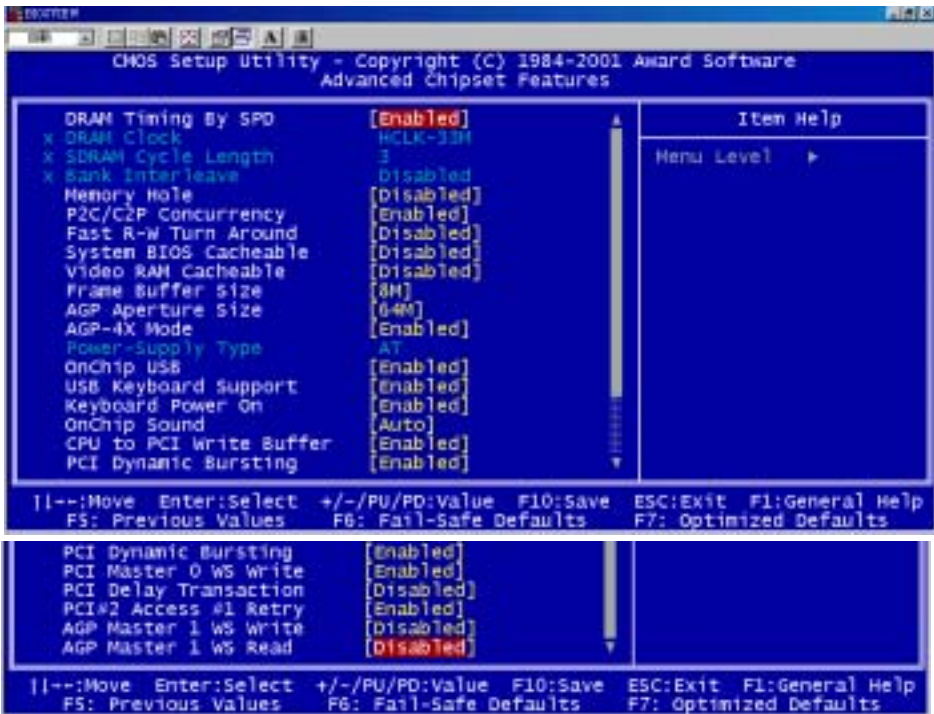 CMOS Setup Utility - Copyright (C) 1984-2001 Award Software
Advanced Chipset Features
DRAM Timing By SPD [Enabled]
x DRAM Clock HCLK-33M
x SDRAM Cycle Length 3
x Bank Interleave Disabled
Memory Hole [Disabled]
P2C/C2P Concurrency [Enabled]
Fast R-W Turn Around [Disabled]
System BIOS Cacheable [Disabled]
Video RAM Cacheable [Disabled]
Frame Buffer Size [8M]
AGP Aperture Size [64M]
AGP-4X Mode [Enabled]
Power-Supply Type AT
OnChip USB [Enabled]
USB Keyboard Support [Enabled]
Keyboard Power On [Enabled]
OnChip Sound [Auto]
CPU to PCI Write Buffer [Enabled]
PCI Dynamic Bursting [Enabled]
Item Help
Menu Level ▶
↑↓→←:Move Enter:Select +/-/PU/PD:Value F10:Save ESC:Exit F1:General Help
F5: Previous Values F6: Fail-Safe Defaults F7: Optimized Defaults
PCI Dynamic Bursting [Enabled]
PCI Master 0 WS Write [Enabled]
PCI Delay Transaction [Disabled]
PCI#2 Access #1 Retry [Enabled]
AGP Master 1 WS Write [Disabled]
AGP Master 1 WS Read [Disabled]
↑↓→←:Move Enter:Select +/-/PU/PD:Value F10:Save ESC:Exit F1:General Help
F5: Previous Values F6: Fail-Safe Defaults F7: Optimized Defaults